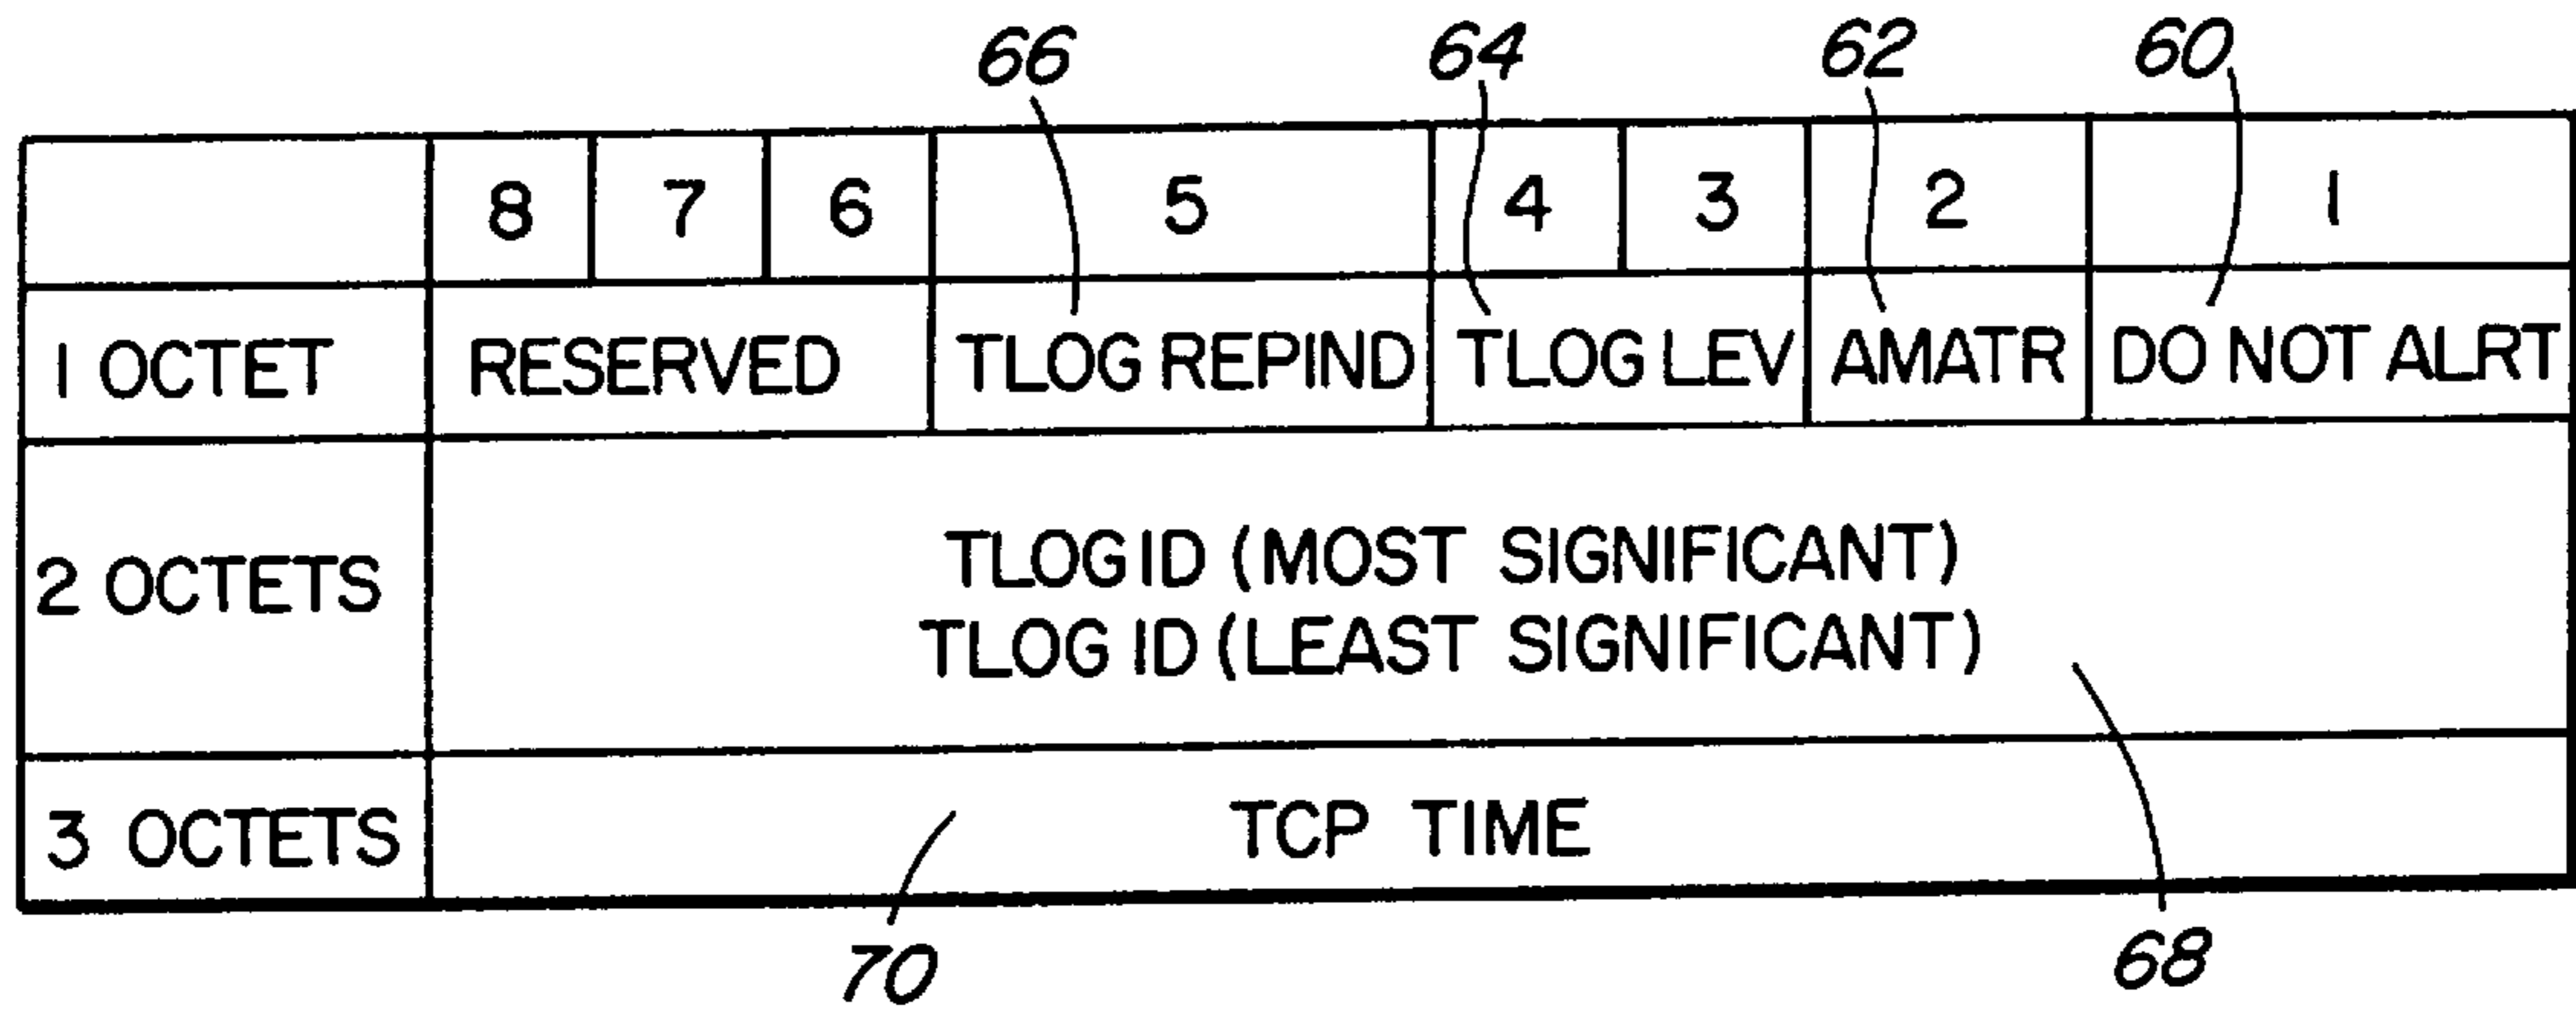 66 64 62 60
8 7 6 5 4 3 2 1
1 OCTET RESERVED TLOG REPIND TLOG LEV AMATR DO NOT ALRT
2 OCTETS TLOG ID (MOST SIGNIFICANT)
TLOG ID (LEAST SIGNIFICANT)
3 OCTETS TCP TIME
70 68